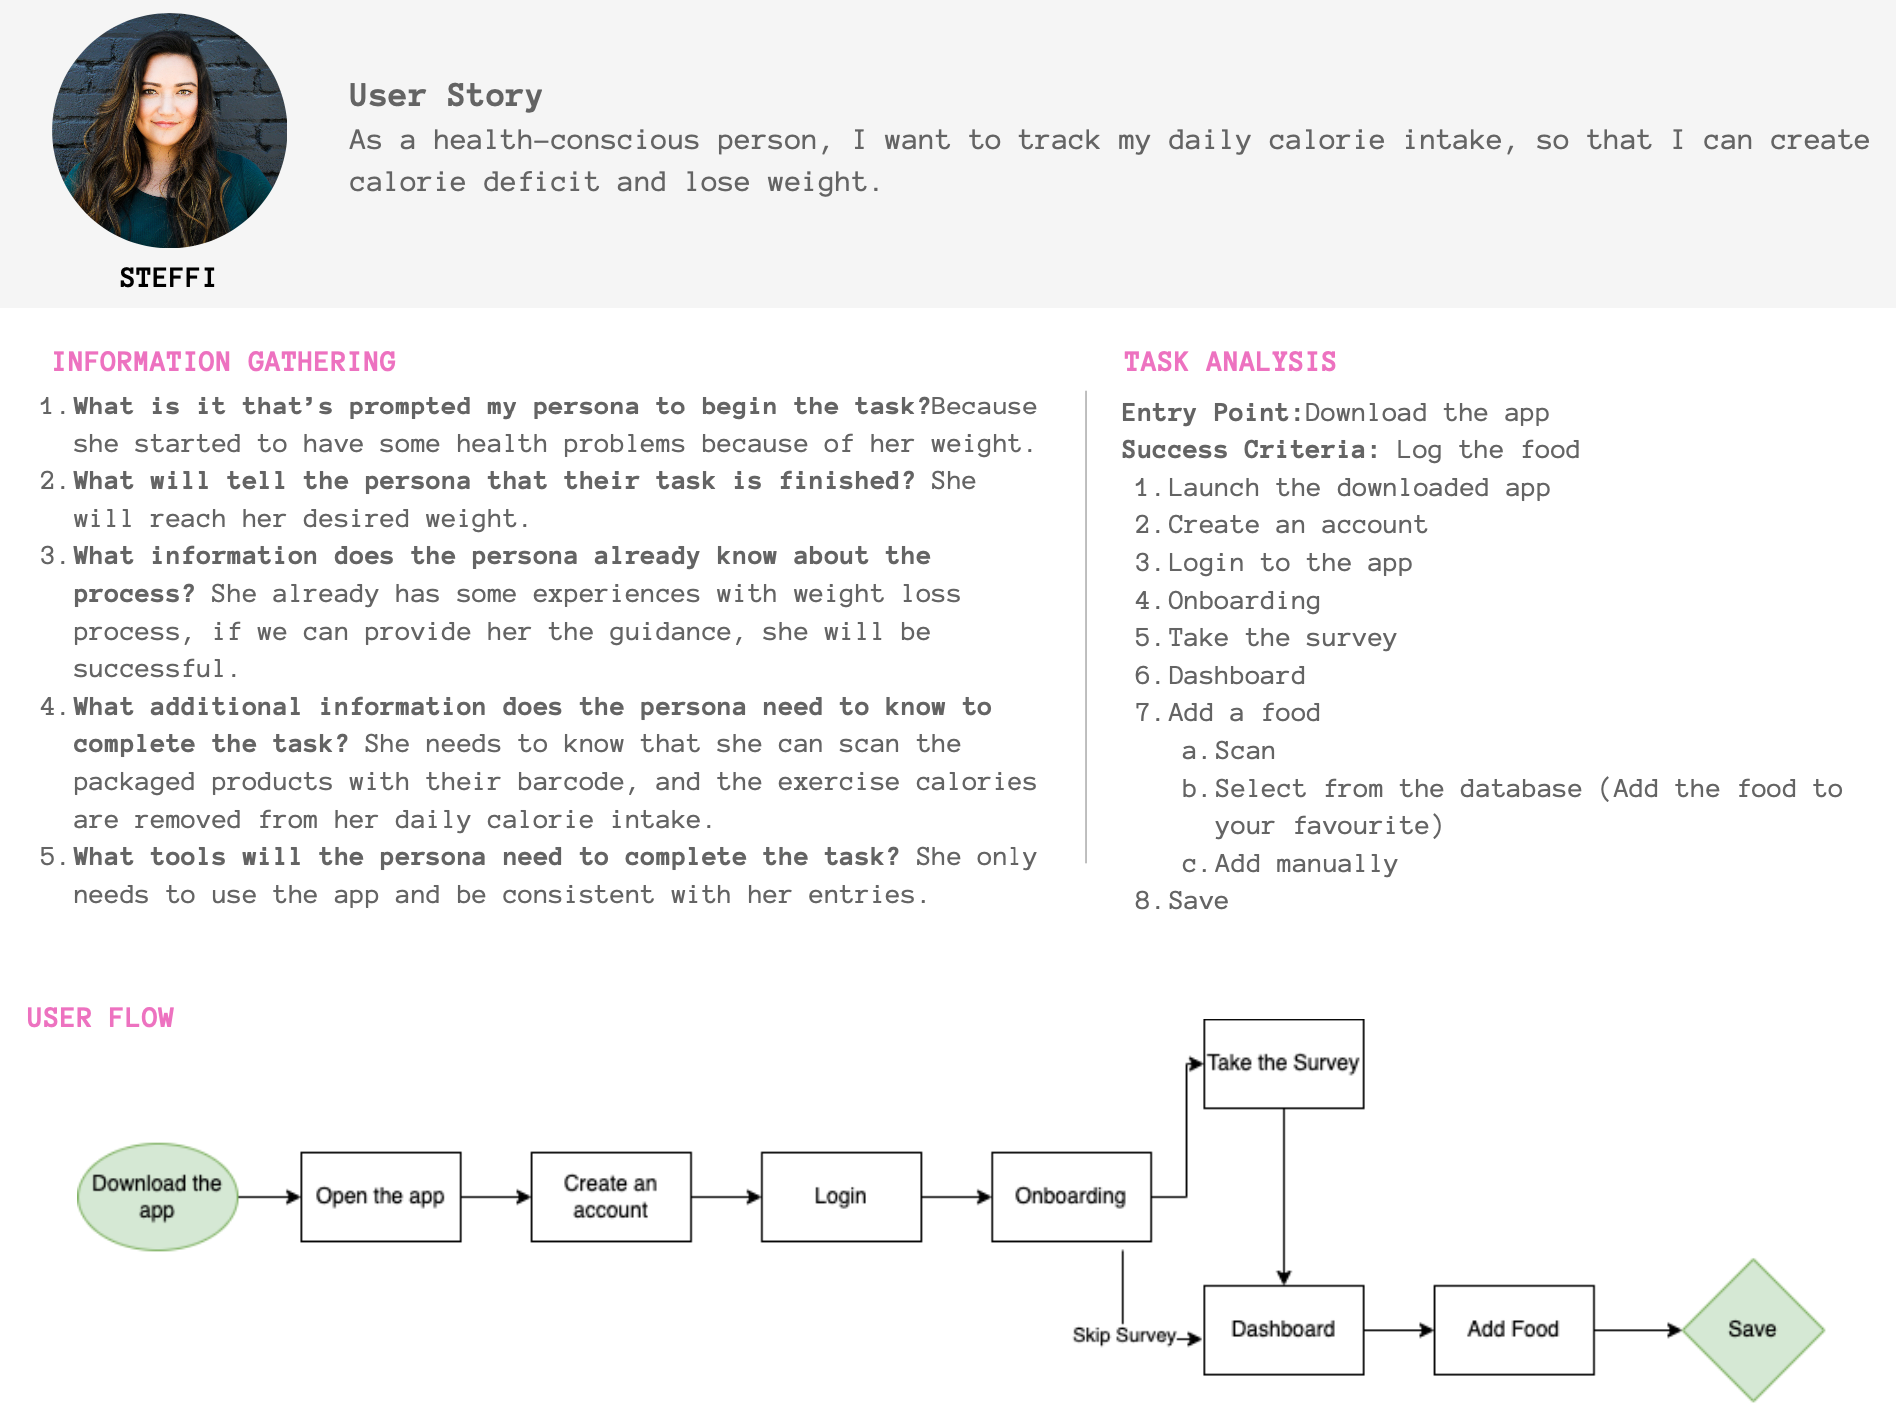 User Story
As a health-conscious person, I want to track my daily calorie intake, so that I can create
calorie deficit and lose weight.
STEFFI
INFORMATION GATHERING
1. What is it that's prompted my persona to begin the task?Because
she started to have some health problems because of her weight.
2. What will tell the persona that their task is finished? She
will reach her desired weight.
3. What information does the persona already know about the
process? She already has some experiences with weight loss
process, if we can provide her the guidance, she will be
successful.
4. What additional information does the persona need to know to
complete the task? She needs to know that she can scan the
packaged products with their barcode, and the exercise calories
are removed from her daily calorie intake.
5. What tools will the persona need to complete the task? She only
needs to use the app and be consistent with her entries.
TASK ANALYSIS
Entry Point:Download the app
Success Criteria: Log the food
1. Launch the downloaded app
2. Create an account
3. Login to the app
4. Onboarding
5. Take the survey
6. Dashboard
7. Add a food
a. Scan
b. Select from the database (Add the food to
your favourite)
c. Add manually
8. Save
USER FLOW
Download the
app
Open the app
Create an
account
Login
Onboarding
Take the Survey
Skip Survey
Dashboard
Add Food
Save